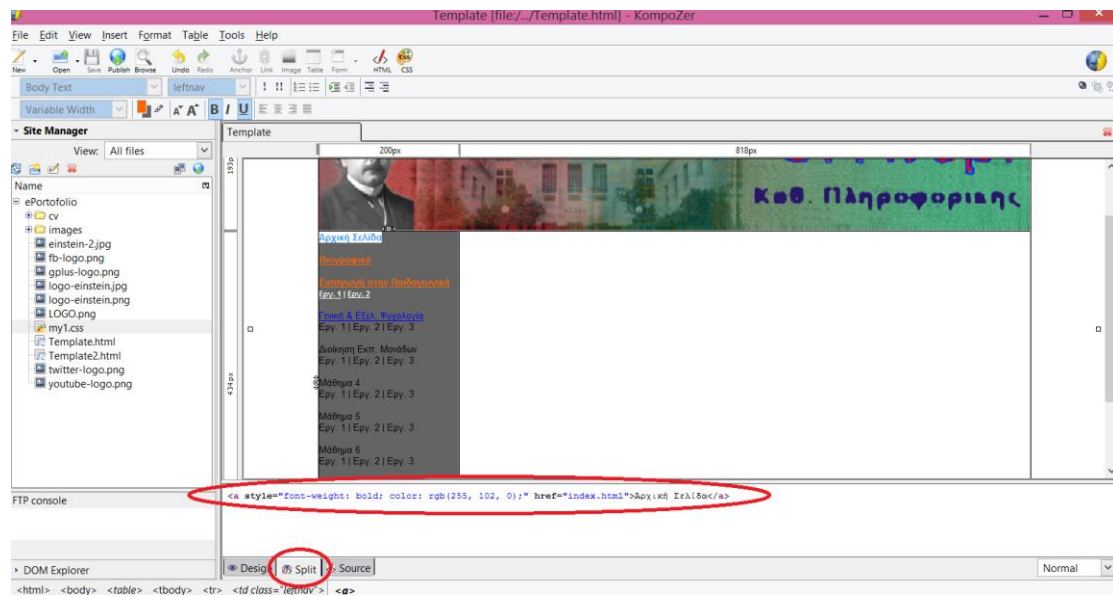 Template [file:/.../Template.html] - KompoZer
File Edit View Insert Format Table Tools Help
New Open Save Publish Browse Undo Redo Anchor Link Image Table Form HTML CSS
Body Text leftnav
Variable Width B I U
Site Manager
View: All files
Name
ePortofolio
cv
images
einstein-2.jpg
fb-logo.png
gplus-logo.png
logo-einstein.jpg
logo-einstein.png
LOGO.png
my1.css
Template.html
Template2.html
twitter-logo.png
youtube-logo.png
FTP console
DOM Explorer
Template
200px 818px
193p
434px
Καθ. Πληροφορικης
Αρχική Σελίδα
Βιογραφικό
Εισαγωγή στην Παιδαγωγική
Εργ. 1 | Εργ. 2
Γενική & Εξελ. Ψυχολογία
Εργ. 1 | Εργ. 2 | Εργ. 3
Διοίκηση Εκπ. Μονάδων
Εργ. 1 | Εργ. 2 | Εργ. 3
Μάθημα 4
Εργ. 1 | Εργ. 2 | Εργ. 3
Μάθημα 5
Εργ. 1 | Εργ. 2 | Εργ. 3
Μάθημα 6
Εργ. 1 | Εργ. 2 | Εργ. 3
<a style="font-weight: bold; color: rgb(255, 102, 0);" href="index.html">Αρχική Σελίδα</a>
Design Split Source Normal
<html> <body> <table> <tbody> <tr> <td class="leftnav"> <a>